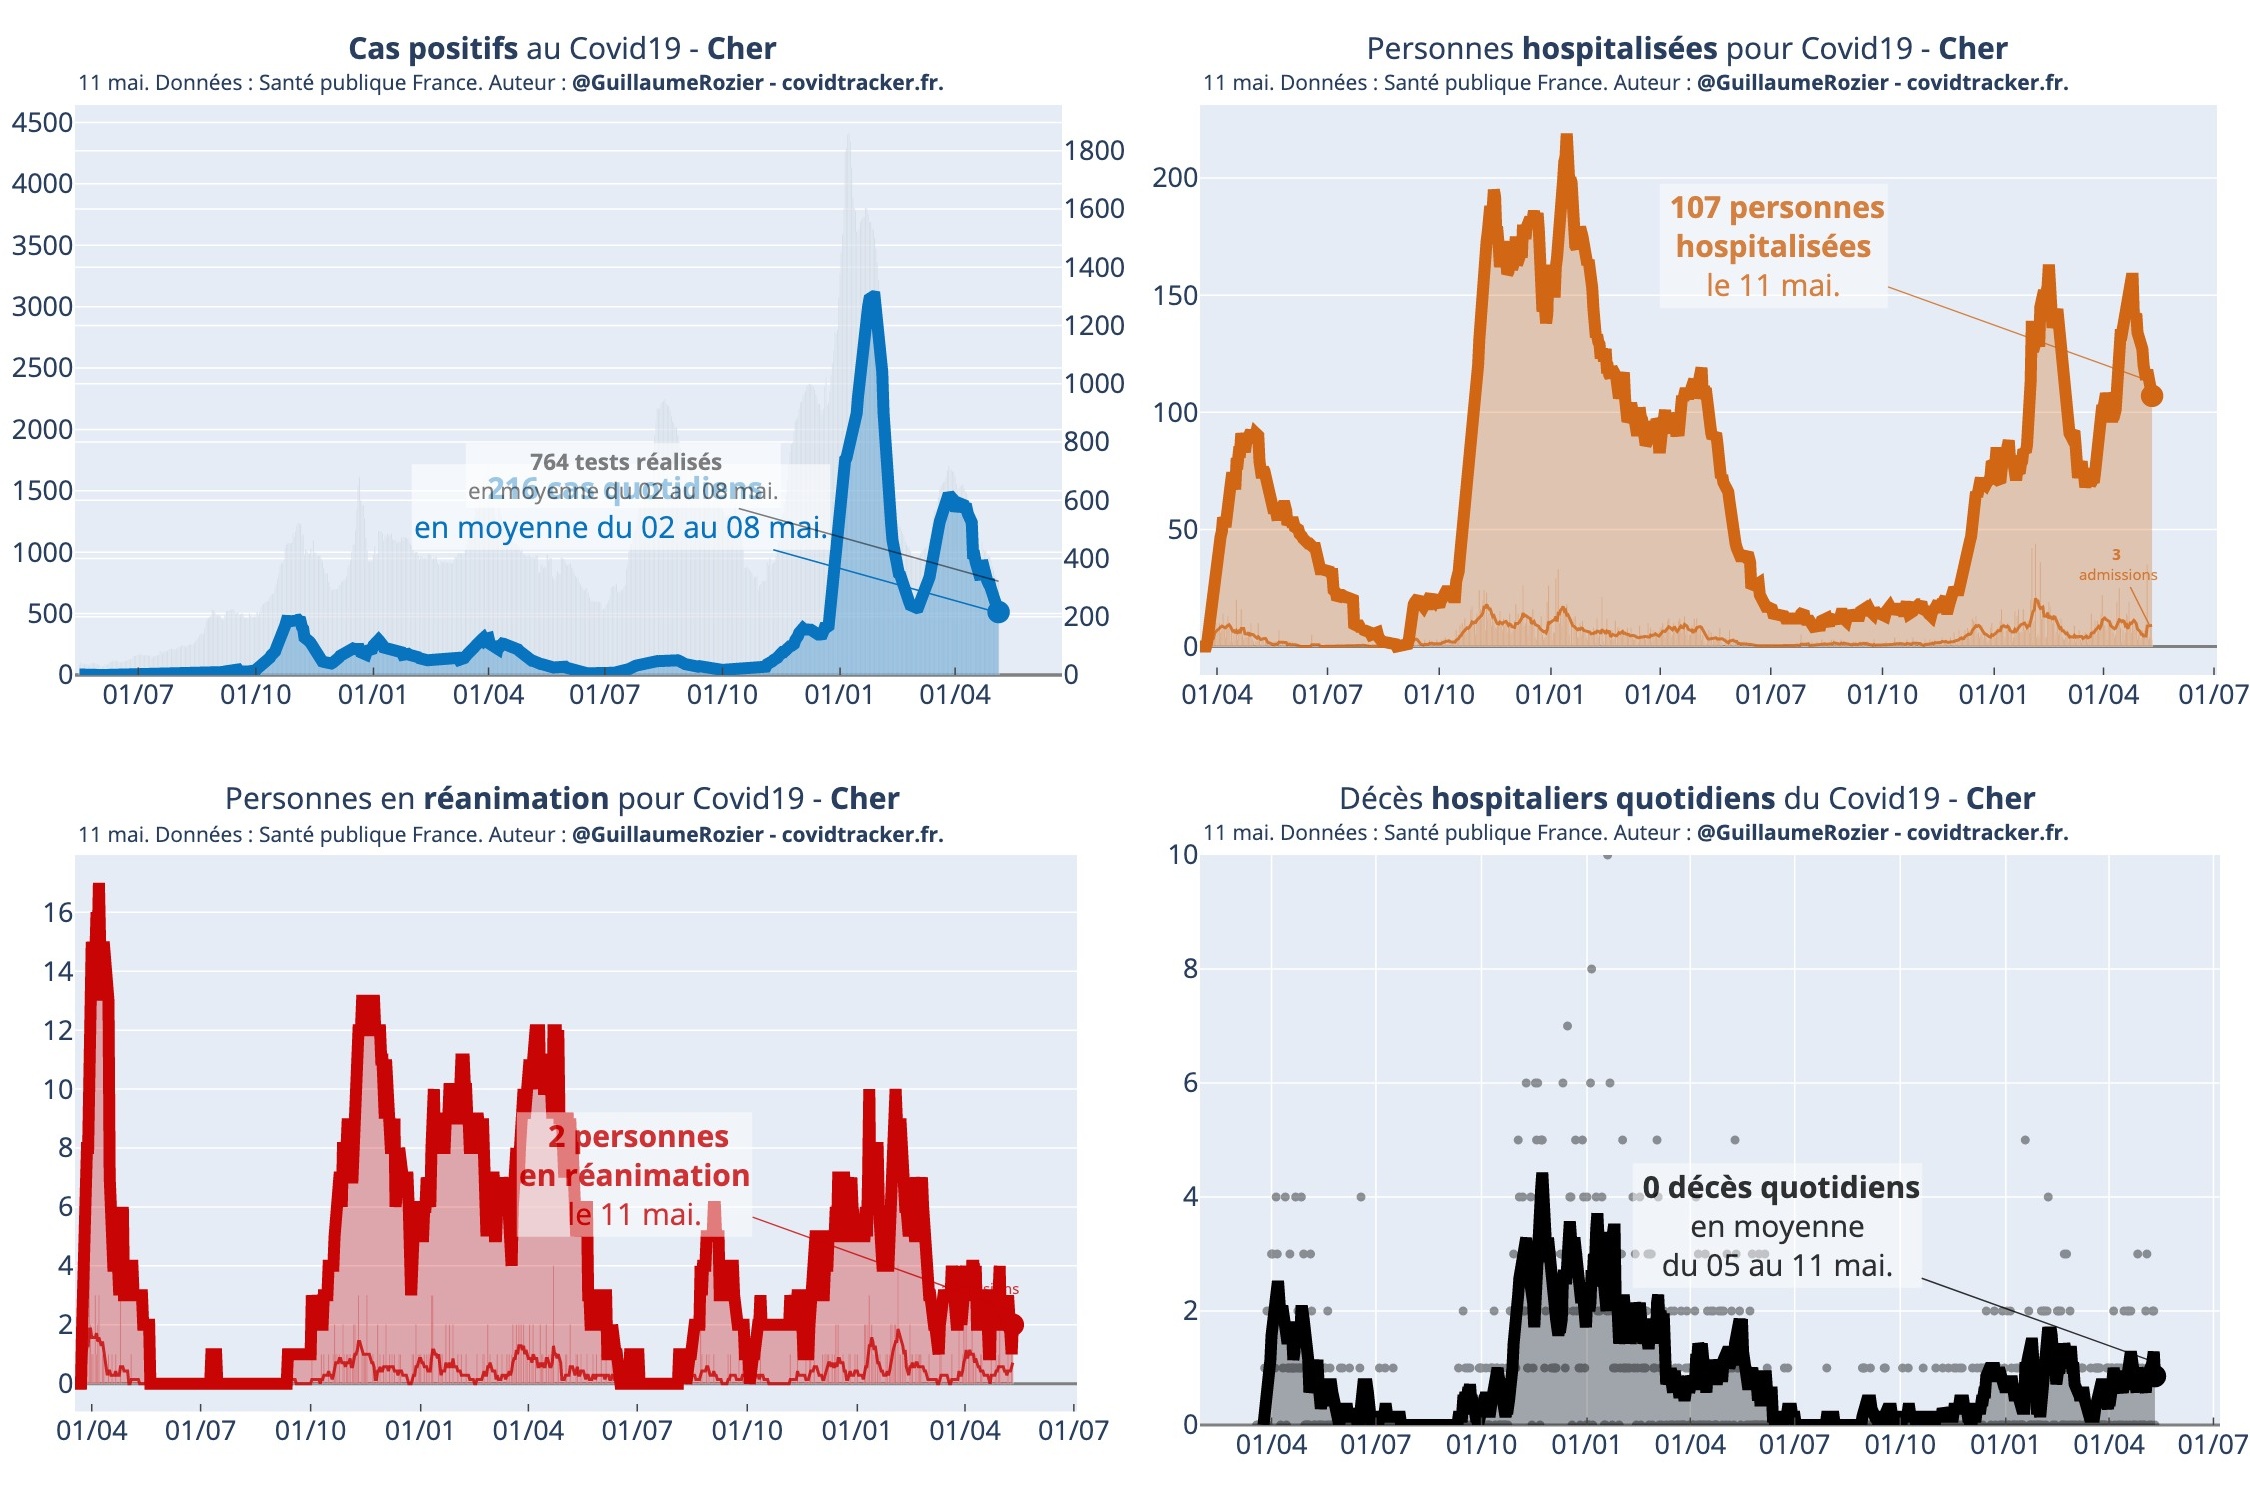 Cas positifs au Covid19 - Cher
11 mai. Données : Santé publique France. Auteur : @GuillaumeRozier - covidtracker.fr.
4500
4000
3500
3000
2500
2000
1500
1000
500
0
1800
1600
1400
1200
1000
800
600
400
200
0
764 tests réalisés
en moyenne du 02 au 08 mai.
216 cas quotidiens
en moyenne du 02 au 08 mai.
01/07 01/10 01/01 01/04 01/07 01/10 01/01 01/04
Personnes hospitalisées pour Covid19 - Cher
11 mai. Données : Santé publique France. Auteur : @GuillaumeRozier - covidtracker.fr.
200
150
100
50
0
107 personnes
hospitalisées
le 11 mai.
3
admissions
01/04 01/07 01/10 01/01 01/04 01/07 01/10 01/01 01/04 01/07
Personnes en réanimation pour Covid19 - Cher
11 mai. Données : Santé publique France. Auteur : @GuillaumeRozier - covidtracker.fr.
16
14
12
10
8
6
4
2
0
2 personnes
en réanimation
le 11 mai.
01/04 01/07 01/10 01/01 01/04 01/07 01/10 01/01 01/04 01/07
Décès hospitaliers quotidiens du Covid19 - Cher
11 mai. Données : Santé publique France. Auteur : @GuillaumeRozier - covidtracker.fr.
10
8
6
4
2
0
0 décès quotidiens
en moyenne
du 05 au 11 mai.
01/04 01/07 01/10 01/01 01/04 01/07 01/10 01/01 01/04 01/07